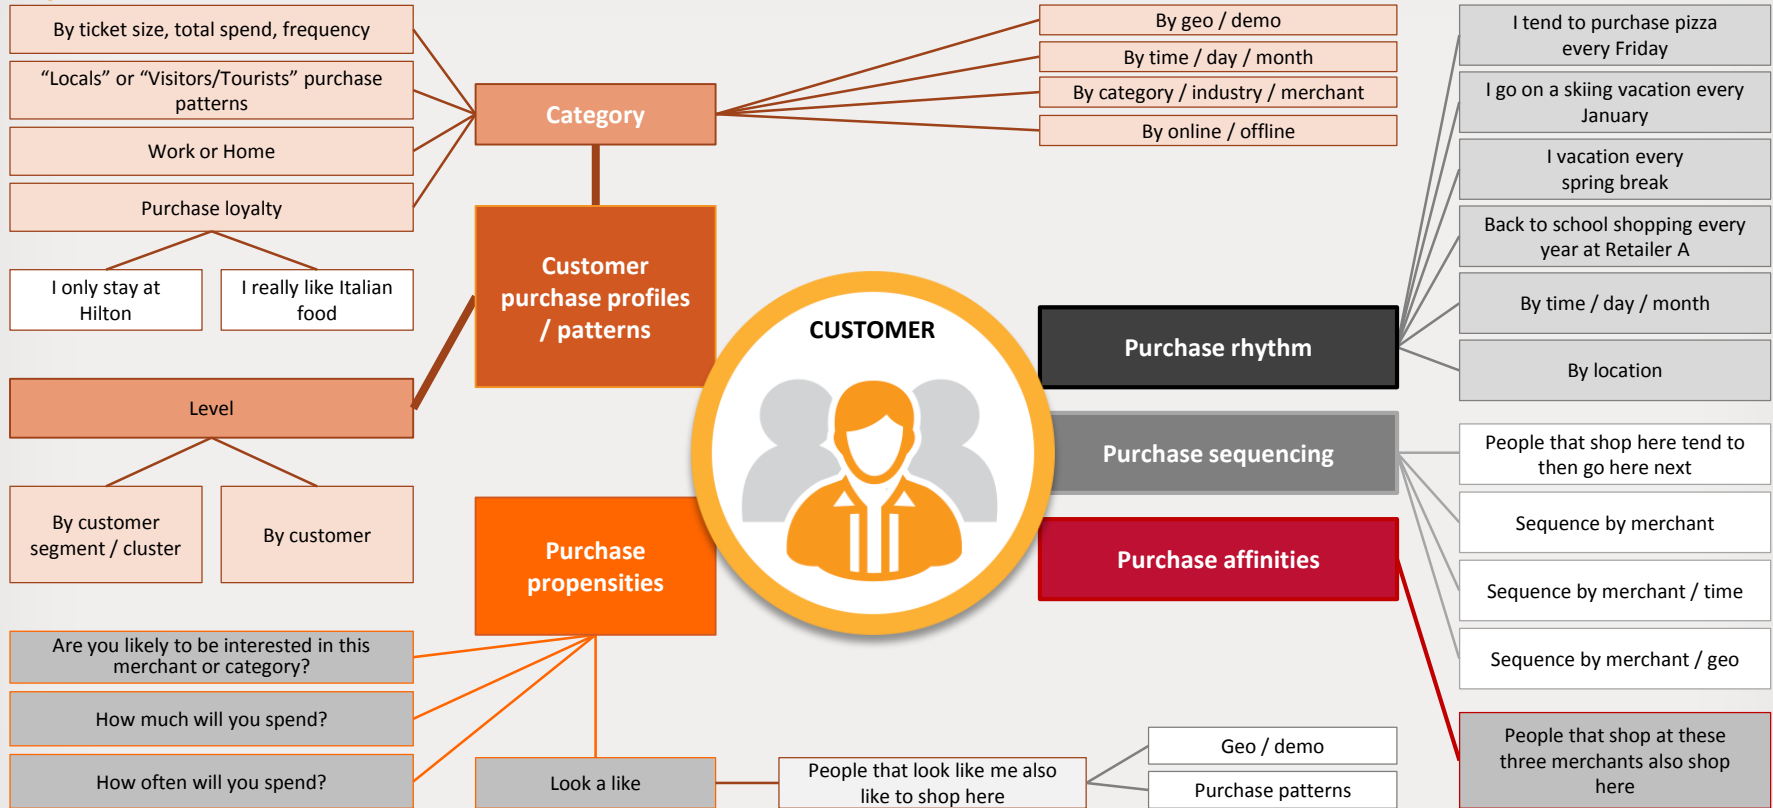 By ticket size, total spend, frequency
“Locals” or “Visitors/Tourists” purchase
patterns
Work or Home
Purchase loyalty
I only stay at
Hilton
I really like Italian
food
Category
By geo / demo
By time / day / month
By category / industry / merchant
By online / offline
Customer
purchase profiles
/ patterns
Level
By customer
segment / cluster
By customer
CUSTOMER
Purchase rhythm
I tend to purchase pizza
every Friday
I go on a skiing vacation every
January
I vacation every
spring break
Back to school shopping every
year at Retailer A
By time / day / month
By location
Purchase sequencing
People that shop here tend to
then go here next
Sequence by merchant
Sequence by merchant / time
Sequence by merchant / geo
Purchase affinities
People that shop at these
three merchants also shop
here
Purchase
propensities
Are you likely to be interested in this
merchant or category?
How much will you spend?
How often will you spend?
Look a like
People that look like me also
like to shop here
Geo / demo
Purchase patterns